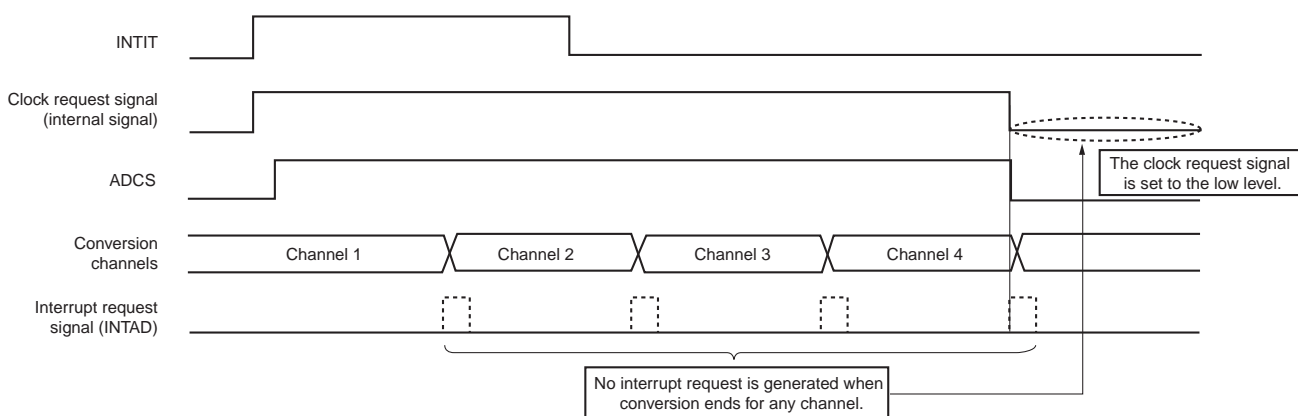 INTIT
Clock request signal
(internal signal)
The clock request signal
is set to the low level.
ADCS
Conversion
channels
Channel 1
Channel 2
Channel 3
Channel 4
Interrupt request
signal (INTAD)
No interrupt request is generated when
conversion ends for any channel.